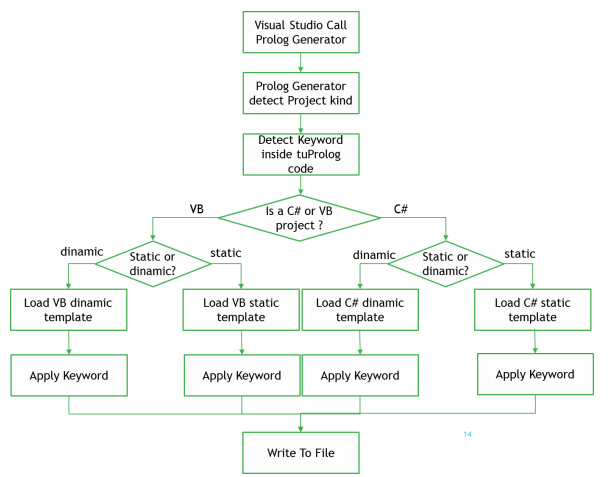 Visual Studio Call
Prolog Generator
Prolog Generator
detect Project kind
Detect Keyword
inside tuProlog
code
VB
Is a C# or VB
project ?
C#
dinamic
Static or
dinamic?
static
dinamic
Static or
dinamic?
static
Load VB dinamic
template
Load VB static
template
Load C# dinamic
template
Load C# static
template
Apply Keyword
Apply Keyword
Apply Keyword
Apply Keyword
14
Write To File